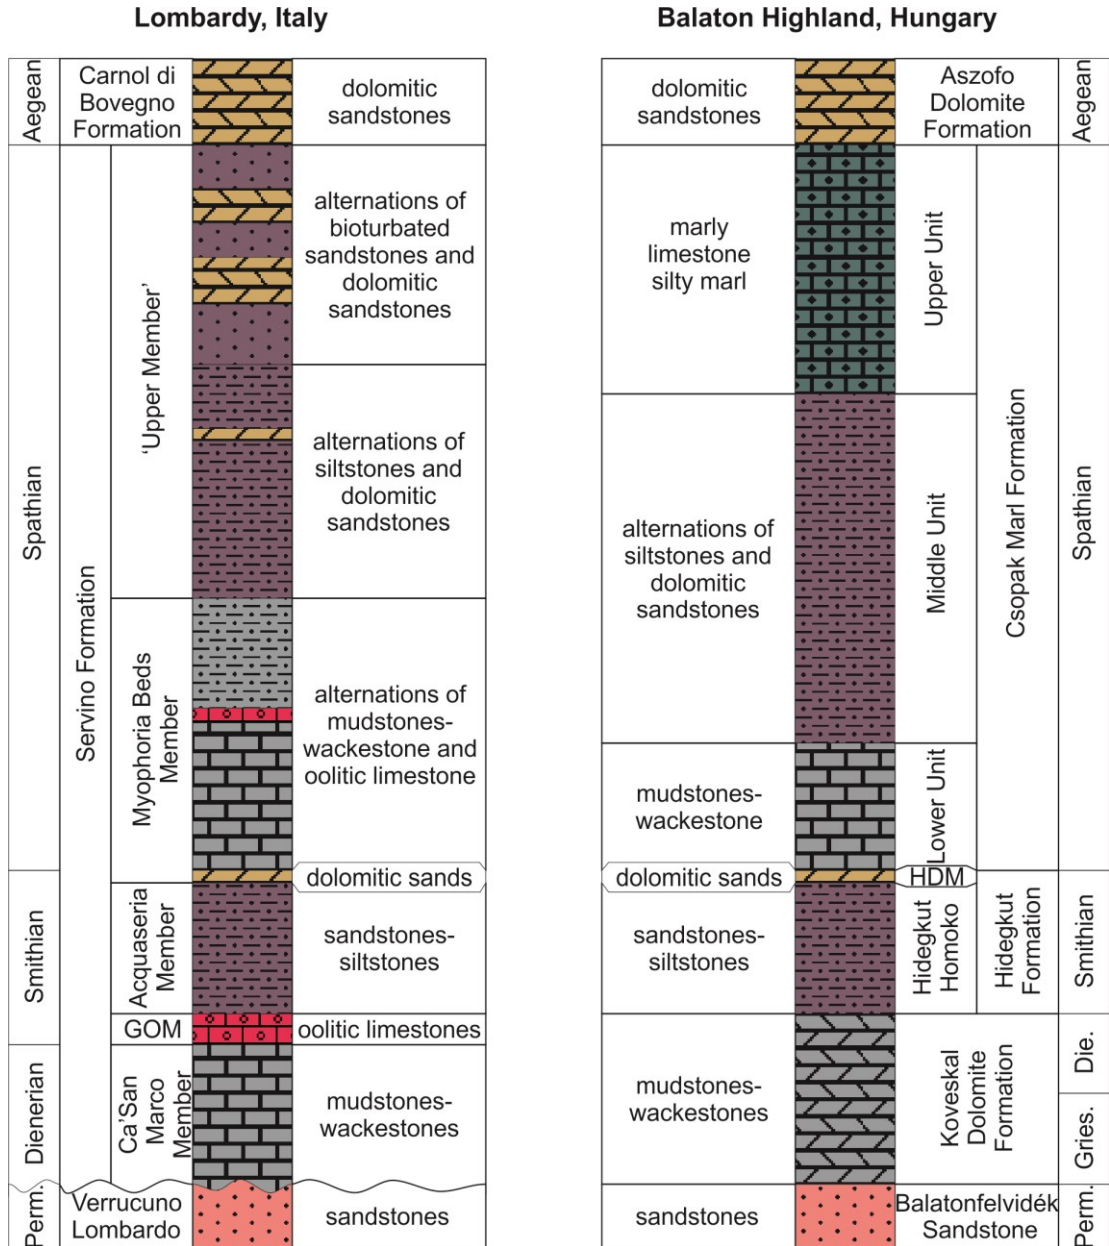 Lombardy, Italy
Aegean
Carnol di
Bovegno
Formation
dolomitic
sandstones
Spathian
Servino Formation
'Upper Member'
alternations of
bioturbated
sandstones and
dolomitic
sandstones
alternations of
siltstones and
dolomitic
sandstones
Myophoria Beds
Member
alternations of
mudstones-
wackestone and
oolitic limestone
dolomitic sands
Smithian
Acquaseria
Member
sandstones-
siltstones
GOM
oolitic limestones
Dienerian
Ca'San
Marco
Member
mudstones-
wackestones
Perm.
Verrucuno
Lombardo
sandstones
Balaton Highland, Hungary
dolomitic
sandstones
Aszofo
Dolomite
Formation
Aegean
marly
limestone
silty marl
Upper Unit
Csopak Marl Formation
Spathian
alternations of
siltstones and
dolomitic
sandstones
Middle Unit
mudstones-
wackestone
Lower Unit
dolomitic sands
HDM
sandstones-
siltstones
Hidegkut
Homoko
Hidegkut
Formation
Smithian
mudstones-
wackestones
Koveskal
Dolomite
Formation
Die.
Gries.
sandstones
Balatonfelvidék
Sandstone
Perm.